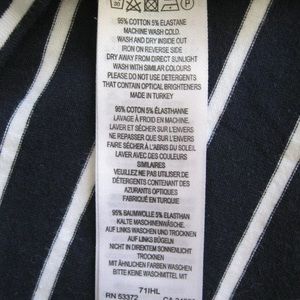 P
95% COTTON 5% ELASTANE
MACHINE WASH COLD.
WASH AND DRY INSIDE OUT
IRON ON REVERSE SIDE
DRY AWAY FROM DIRECT SUNLIGHT
WASH WITH SIMILAR COLOURS
PLEASE DO NOT USE DETERGENTS
THAT CONTAIN OPTICAL BRIGHTENERS
MADE IN TURKEY
95% COTON 5% ÉLASTHANNE
LAVAGE À FROID EN MACHINE.
LAVER ET SÉCHER SUR L'ENVERS
NE REPASSER QUE SUR L'ENVERS
FAIRE SÉCHER À L'ABRIS DU SOLEIL
LAVER AVEC DES COULEURS
SIMILAIRES
VEUILLEZ NE PAS UTILISER DE
DÉTERGENTS CONTENANT DES
AZURANTS OPTIQUES
FABRIQUÉ EN TURQUIE
95% BAUMWOLLE 5% ELASTHAN
KALTE MASCHINENWÄSCHE.
AUF LINKS WASCHEN UND TROCKNEN
AUF LINKS BÜGELN
NICHT IN DIREKTEM SONNENLICHT
TROCKNEN
MIT ÄHNLICHEN FARBEN WASCHEN
BITTE KEINE WASCHMITTEL MIT
71/HL
RN 53372 CA